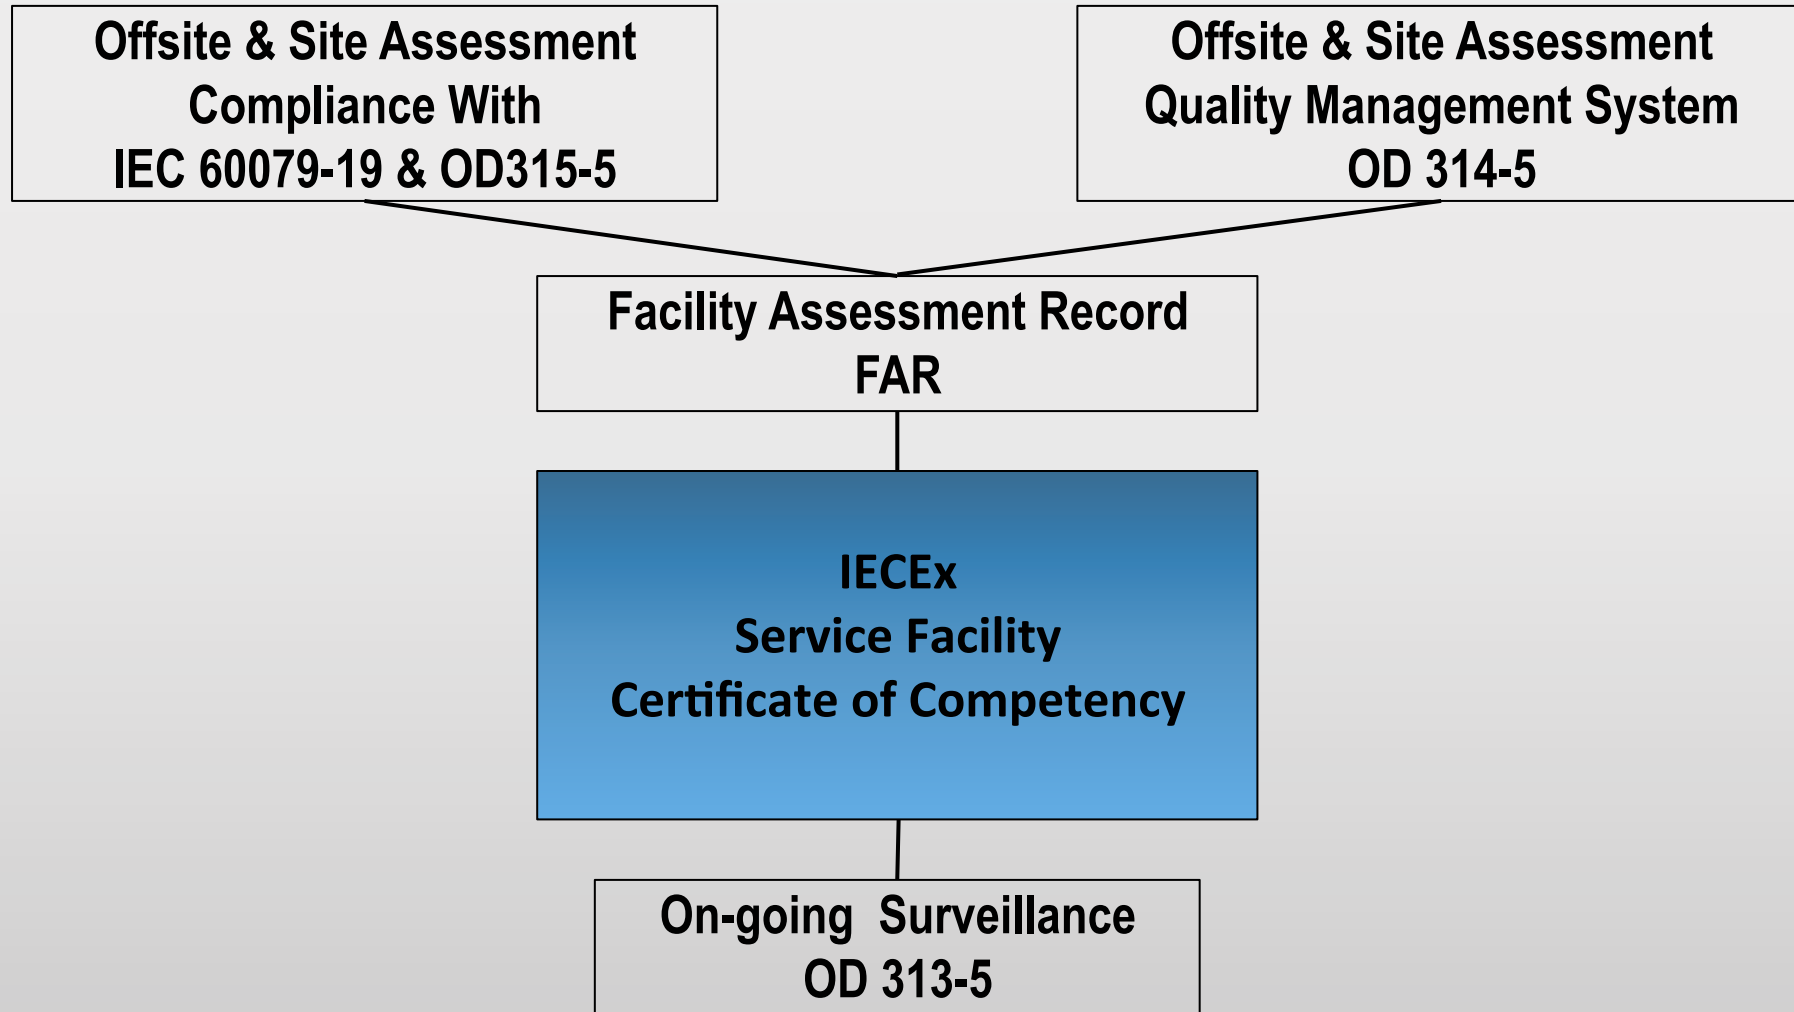 Offsite & Site Assessment
Compliance With
IEC 60079-19 & OD315-5
Offsite & Site Assessment
Quality Management System
OD 314-5
Facility Assessment Record
FAR
IECEx
Service Facility
Certificate of Competency
On-going Surveillance
OD 313-5